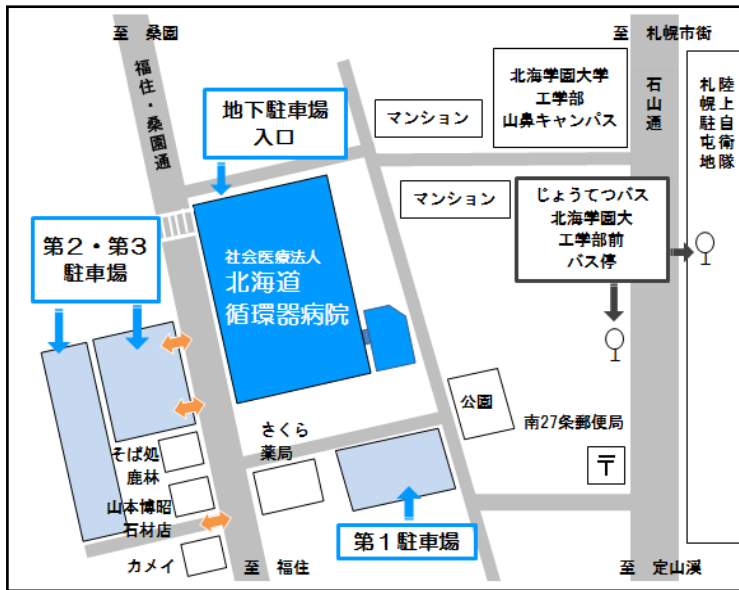 至 桑園
至 札幌市街
福住・桑園通
地下駐車場
入口
マンション
北海学園大学
工学部
山鼻キャンパス
石山通
陸上自衛隊
札幌駐屯地
マンション
じょうてつバス
北海学園大
工学部前
バス停
第2・第3
駐車場
社会医療法人
北海道
循環器病院
公園
南27条郵便局
〒
さくら
薬局
そば処
鹿林
山本博昭
石材店
カメイ
第1駐車場
至 福住
至 定山渓